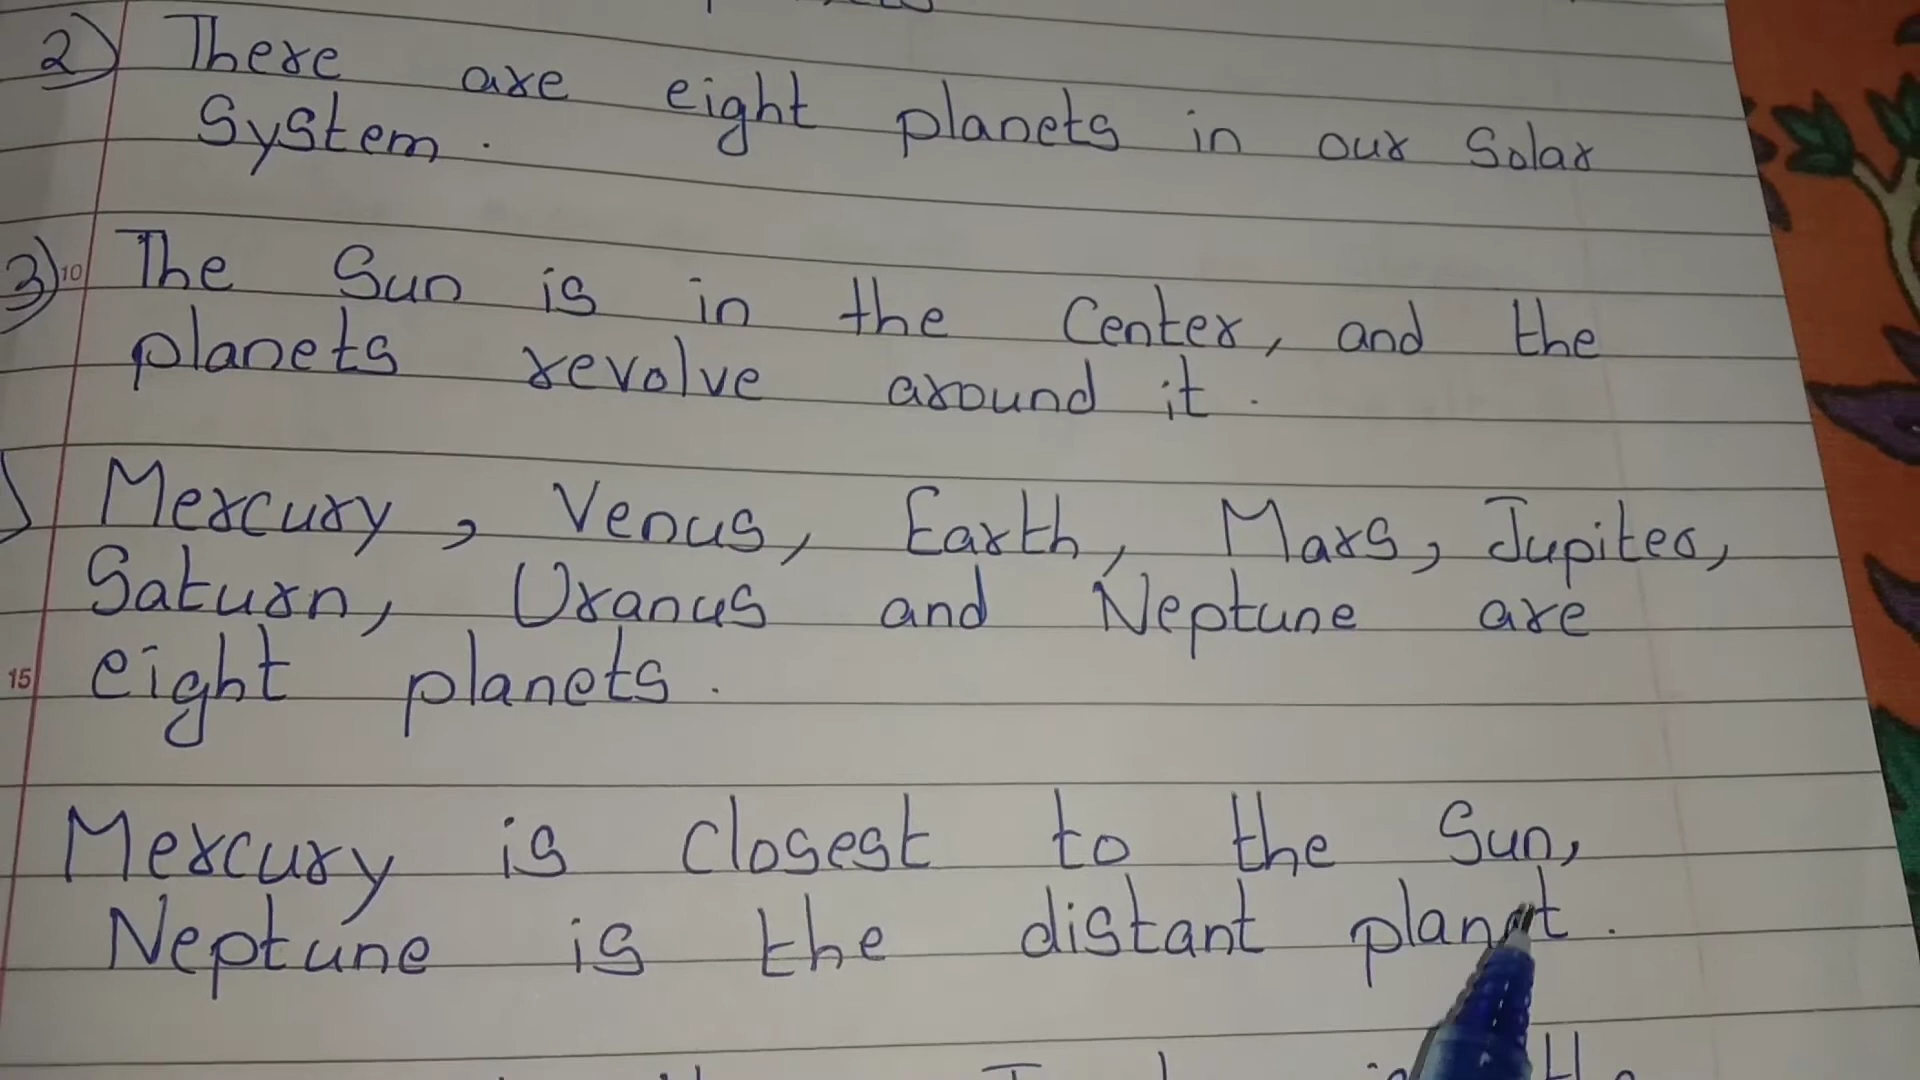 2) There are eight planets in our Solar
System.
3) 10 The Sun is in the Center, and the
planets revolve around it.
Mercury, Venus, Earth, Mars, Jupiter,
Saturn, Uranus and Neptune are
15 eight planets.
Mercury is closest to the Sun,
Neptune is the distant planet.